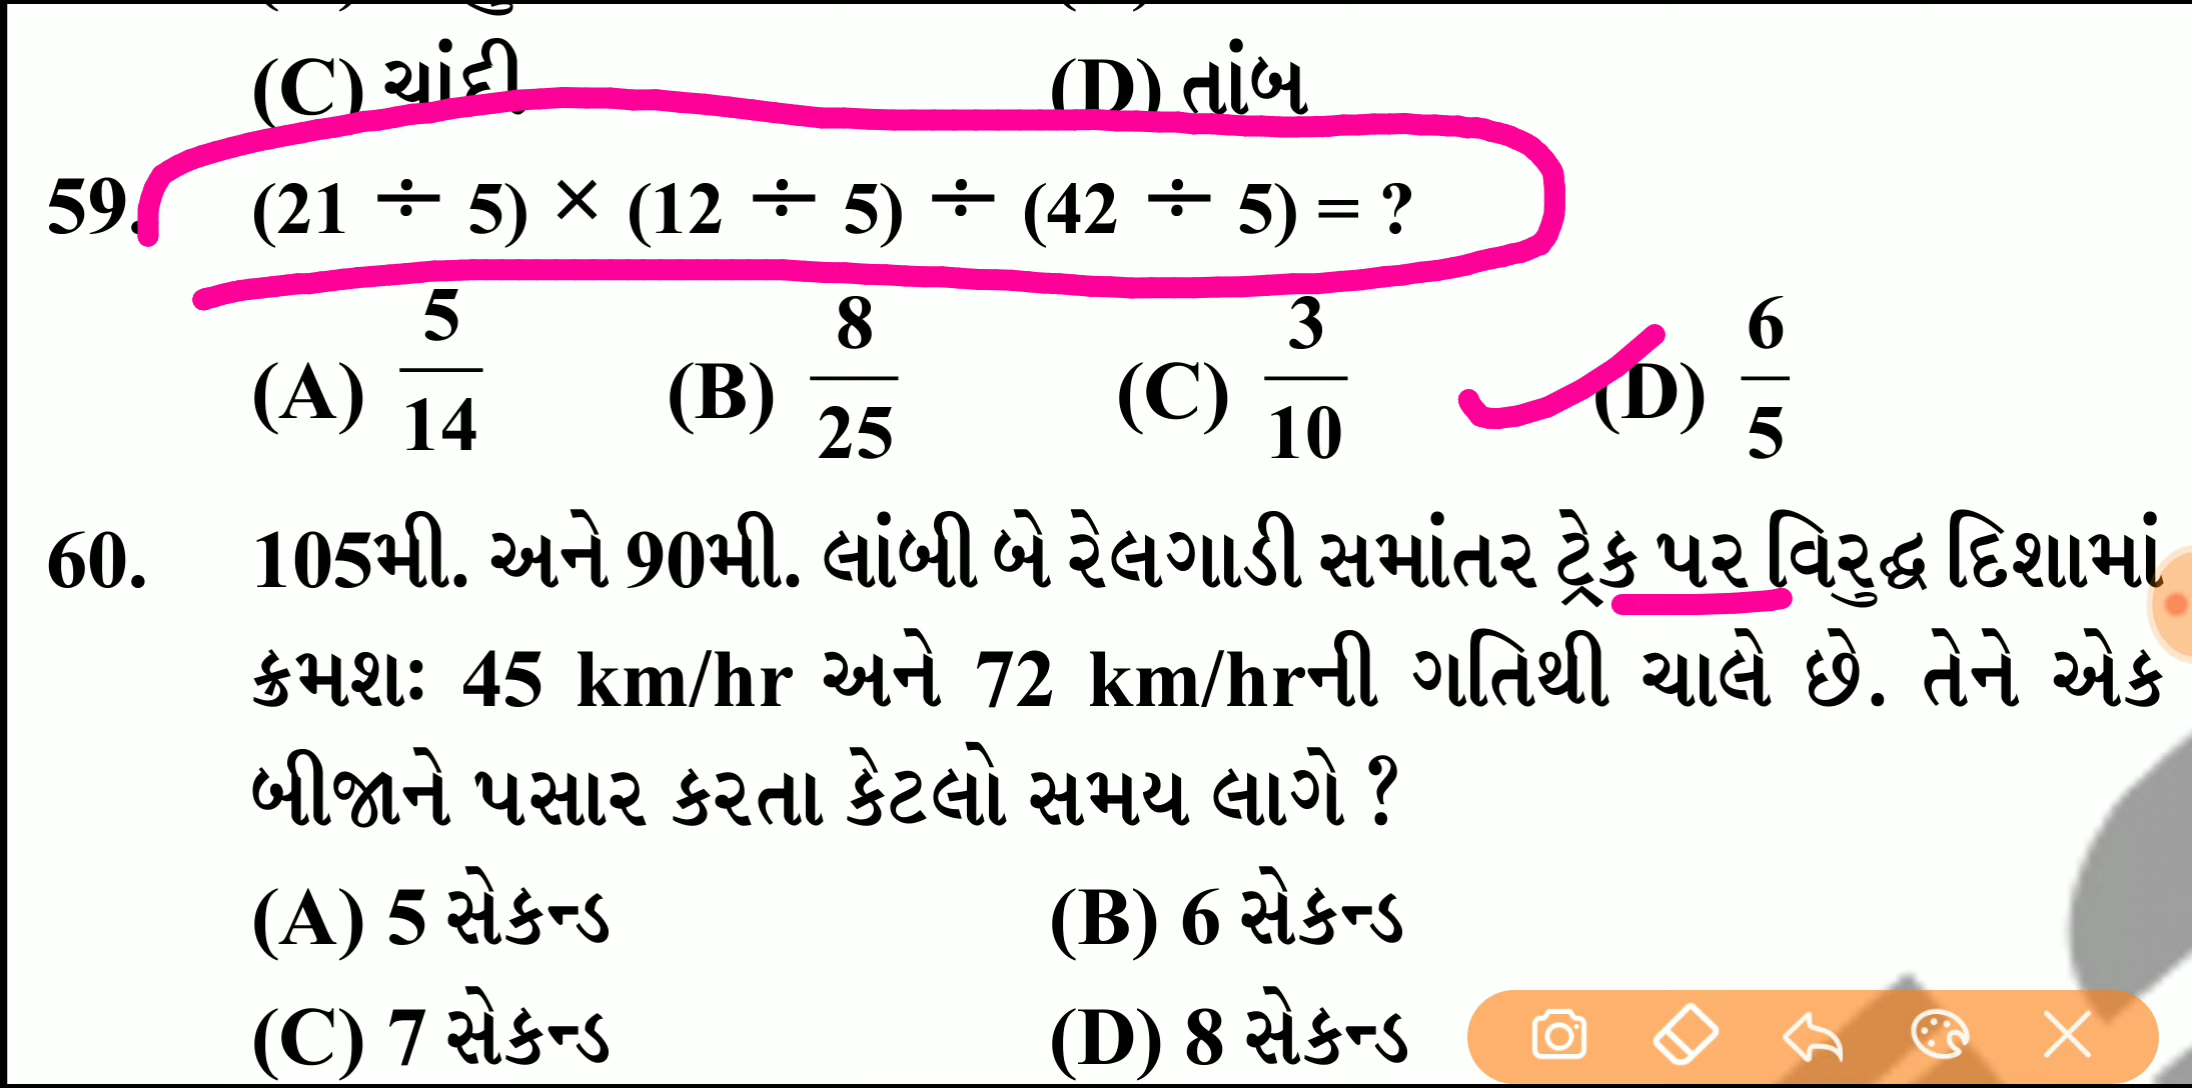 (C) ચાંદી (D) તાંબ
59. (21 ÷ 5) × (12 ÷ 5) ÷ (42 ÷ 5) = ?
(A) 5/14 (B) 8/25 (C) 3/10 (D) 6/5
60. 105મી. અને 90મી. લાંબી બે રેલગાડી સમાંતર ટ્રેક પર વિરુદ્ધ દિશામાં
ક્રમશઃ 45 km/hr અને 72 km/hrની ગતિથી ચાલે છે. તેને એક
બીજાને પસાર કરતા કેટલો સમય લાગે ?
(A) 5 સેકન્ડ (B) 6 સેકન્ડ
(C) 7 સેકન્ડ (D) 8 સેકન્ડ